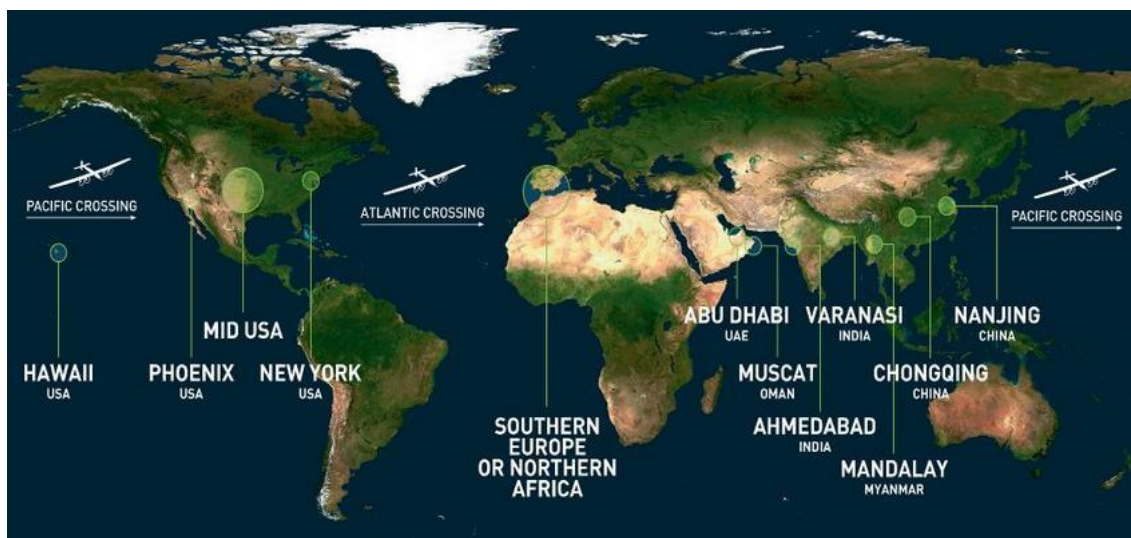 PACIFIC CROSSING
ATLANTIC CROSSING
PACIFIC CROSSING
HAWAII
USA
PHOENIX
USA
MID USA
NEW YORK
USA
SOUTHERN
EUROPE
OR NORTHERN
AFRICA
ABU DHABI
UAE
MUSCAT
OMAN
AHMEDABAD
INDIA
VARANASI
INDIA
MANDALAY
MYANMAR
CHONGQING
CHINA
NANJING
CHINA